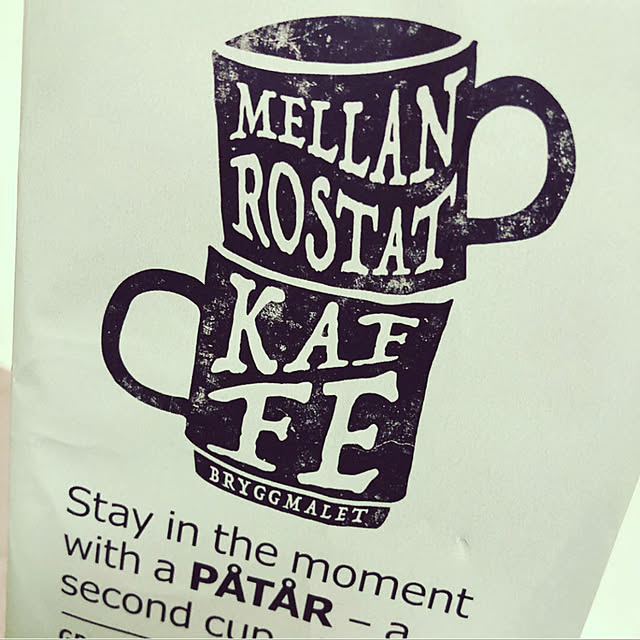 MELLAN
ROSTAT
KAF
FE
BRYGGMALET
Stay in the moment
with a PÅTÅR – a
second cup